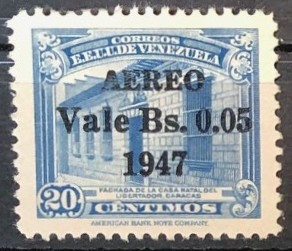 CORREOS
E.E.U.U. DE VENEZUELA
AEREO
Vale Bs. 0.05
1947
FACHADA DE LA CASA NATAL DEL
LIBERTADOR, CARACAS
20 CENTIMOS
AMERICAN BANK NOTE COMPANY